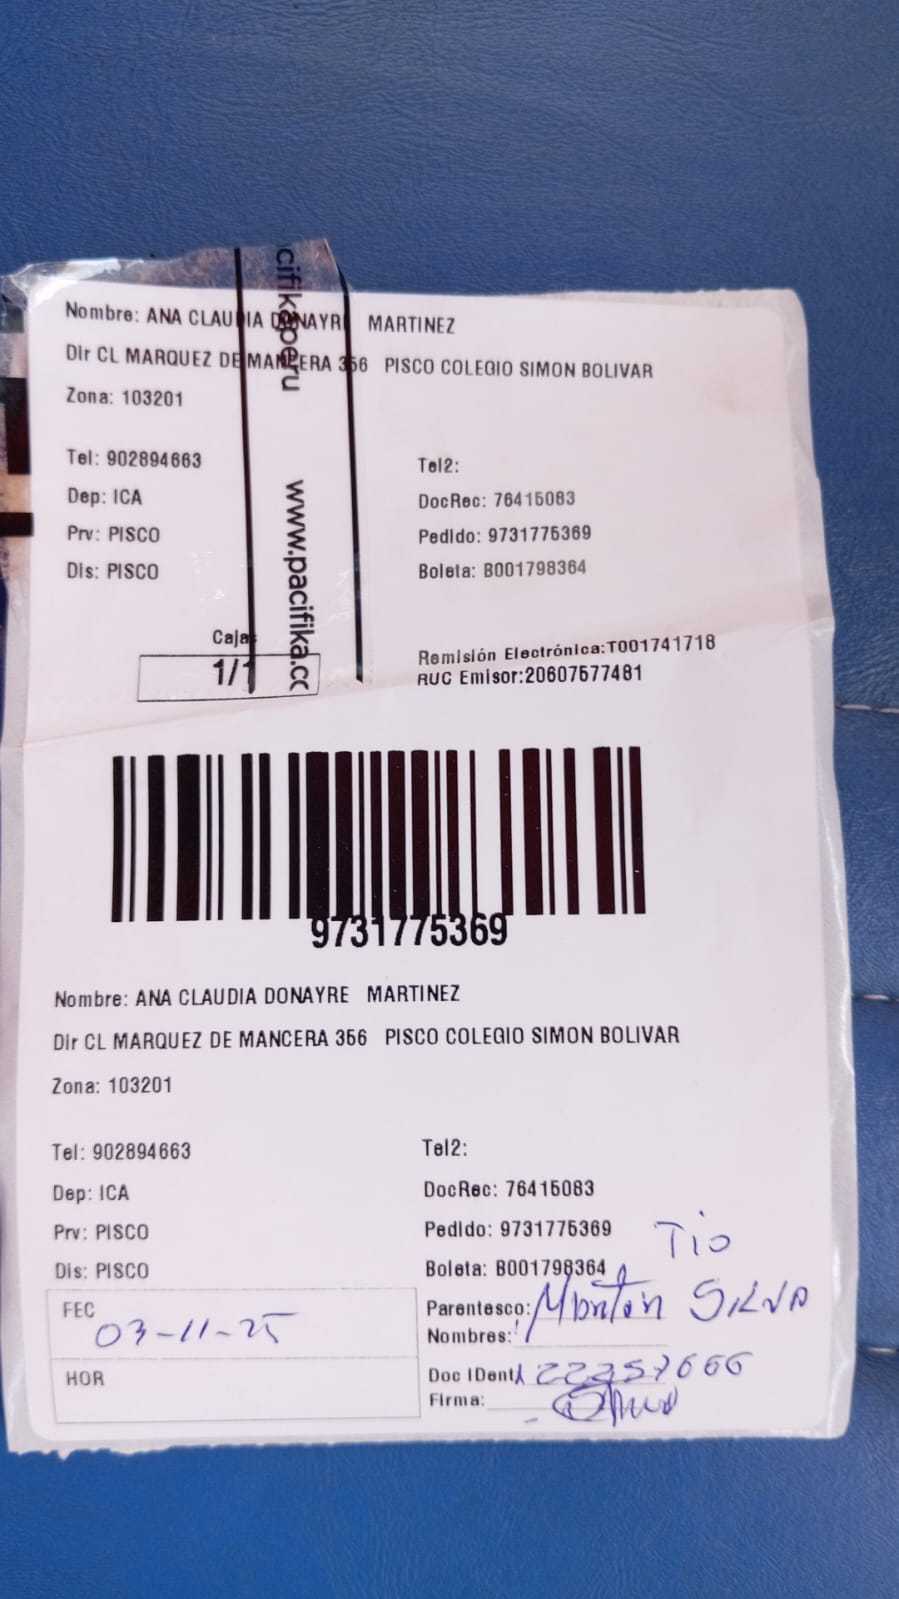 Nombre: ANA CLAUDIA DONAYRE MARTINEZ
Dir CL MARQUEZ DE MANCERA 356 PISCO COLEGIO SIMON BOLIVAR
Zona: 103201
Tel: 902894663
Tel2:
Dep: ICA
DocRec: 76415083
Prv: PISCO
Pedido: 9731775369
Dis: PISCO
Boleta: B001798364
cifikaperu
www.pacifika.co
Caja
1/1
Remisión Electrónica:T001741718
RUC Emisor:20607577481
9731775369
Nombre: ANA CLAUDIA DONAYRE MARTINEZ
Dir CL MARQUEZ DE MANCERA 356 PISCO COLEGIO SIMON BOLIVAR
Zona: 103201
Tel: 902894663
Tel2:
Dep: ICA
DocRec: 76415083
Prv: PISCO
Pedido: 9731775369
Tio
Dis: PISCO
Boleta: B001798364
FEC
03-11-25
Parentesco: SILVA
Nombres:
HOR
Doc IDent
Firma: